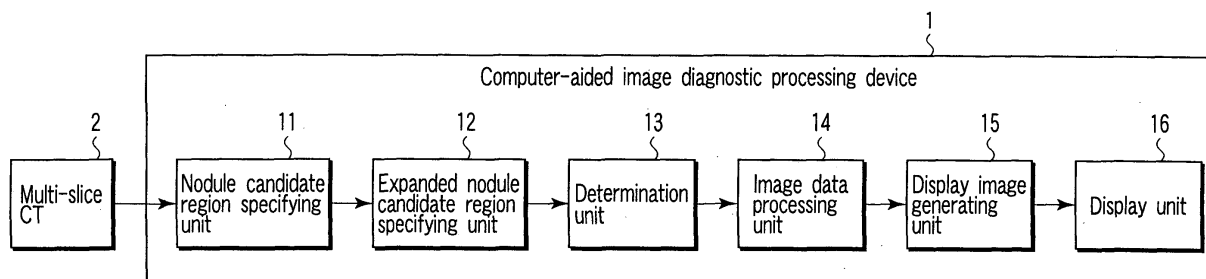 1
Computer-aided image diagnostic processing device
2
11
12
13
14
15
16
Multi-slice
CT
Nodule candidate
region specifying
unit
Expanded nodule
candidate region
specifying unit
Determination
unit
Image data
processing
unit
Display image
generating
unit
Display unit